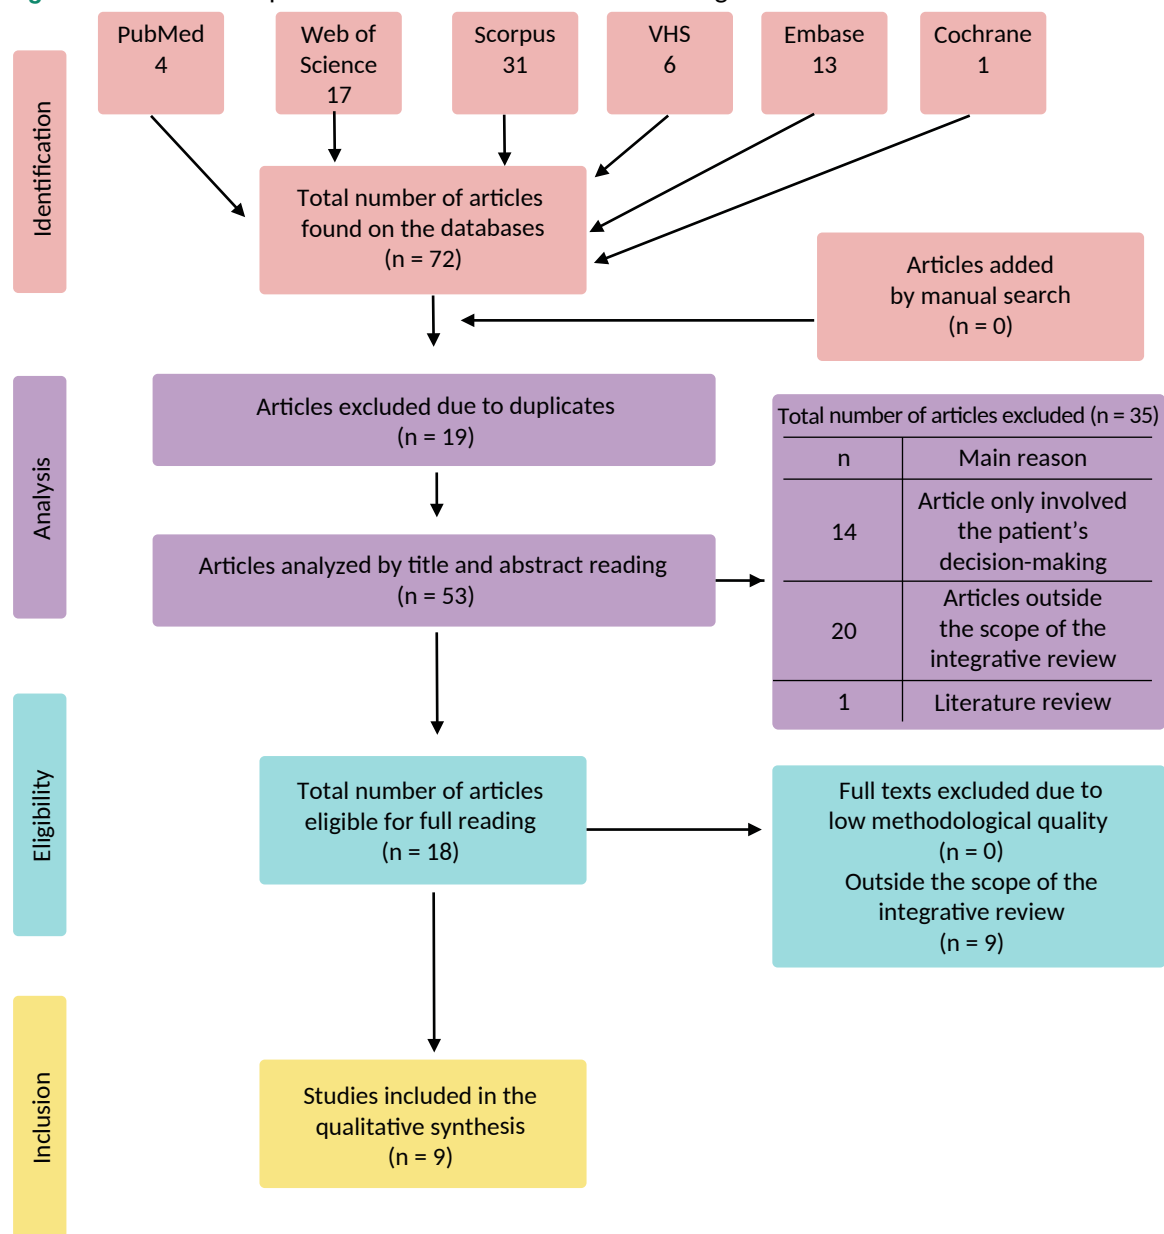 PubMed
4
Web of
Science
17
Scorpus
31
VHS
6
Embase
13
Cochrane
1
Identification
Total number of articles
found on the databases
(n = 72)
Articles added
by manual search
(n = 0)
Analysis
Articles excluded due to duplicates
(n = 19)
Articles analyzed by title and abstract reading
(n = 53)
Total number of articles excluded (n = 35)
n Main reason
14 Article only involved
the patient’s
decision-making
20 Articles outside
the scope of the
integrative review
1 Literature review
Eligibility
Total number of articles
eligible for full reading
(n = 18)
Full texts excluded due to
low methodological quality
(n = 0)
Outside the scope of the
integrative review
(n = 9)
Inclusion
Studies included in the
qualitative synthesis
(n = 9)